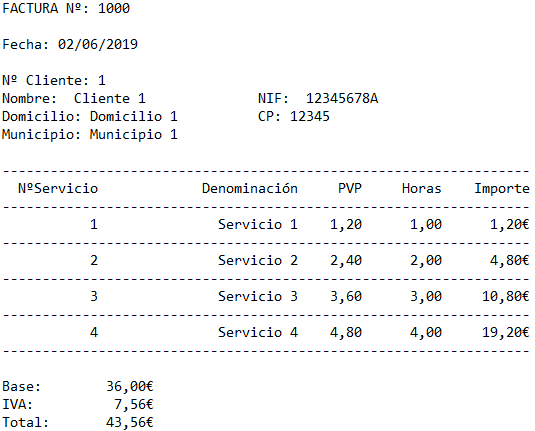 FACTURA Nº: 1000
Fecha: 02/06/2019
Nº Cliente: 1
Nombre:  Cliente 1              NIF:  12345678A
Domicilio: Domicilio 1          CP: 12345
Municipio: Municipio 1
------------------------------------------------------------------
  NºServicio             Denominación     PVP     Horas    Importe
------------------------------------------------------------------
           1               Servicio 1    1,20      1,00      1,20€
------------------------------------------------------------------
           2               Servicio 2    2,40      2,00      4,80€
------------------------------------------------------------------
           3               Servicio 3    3,60      3,00     10,80€
------------------------------------------------------------------
           4               Servicio 4    4,80      4,00     19,20€
------------------------------------------------------------------
Base:        36,00€
IVA:          7,56€
Total:       43,56€